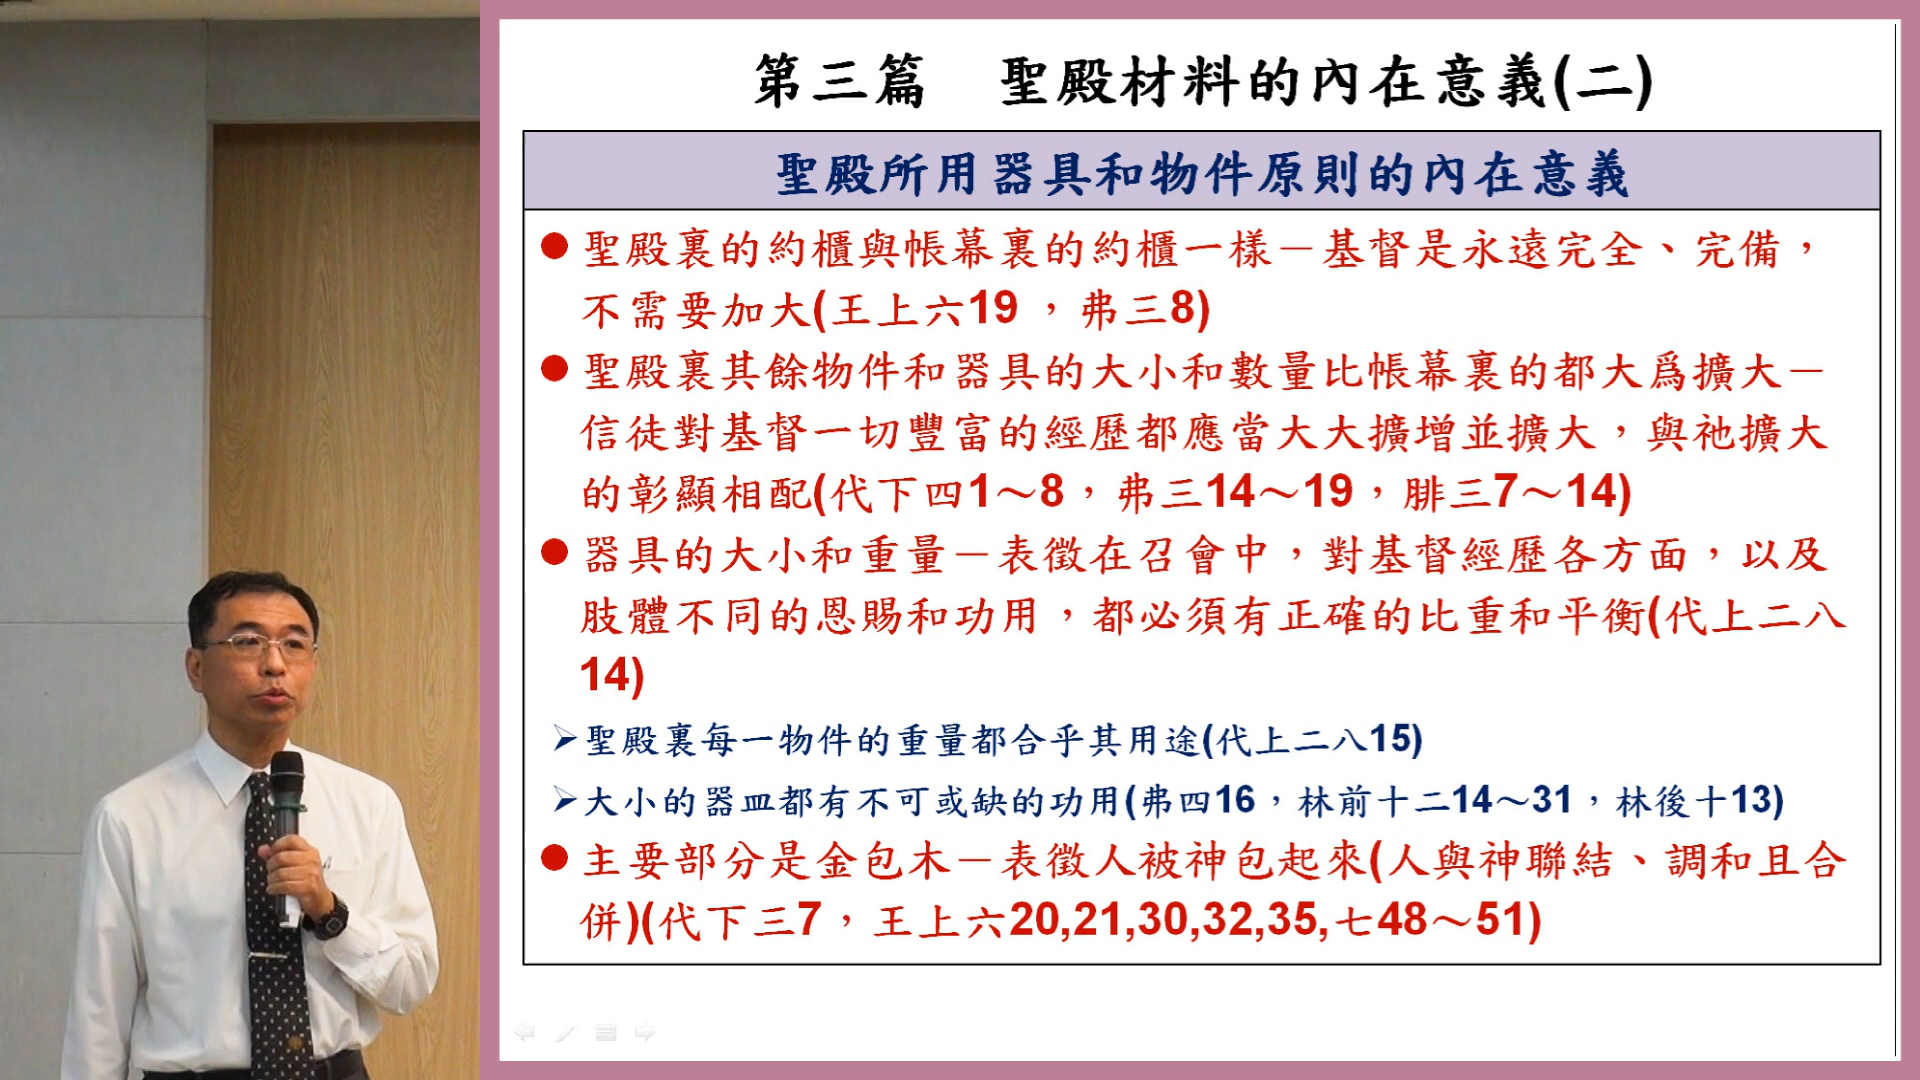 第三篇　聖殿材料的內在意義(二)
聖殿所用器具和物件原則的內在意義
●聖殿裏的約櫃與帳幕裏的約櫃一樣－基督是永遠完全、完備，
不需要加大(王上六19，弗三8)
●聖殿裏其餘物件和器具的大小和數量比帳幕裏的都大爲擴大－
信徒對基督一切豐富的經歷都應當大大擴增並擴大，與祂擴大
的彰顯相配(代下四1～8，弗三14～19，腓三7～14)
●器具的大小和重量－表徵在召會中，對基督經歷各方面，以及
肢體不同的恩賜和功用，都必須有正確的比重和平衡(代上二八
14)
➢聖殿裏每一物件的重量都合乎其用途(代上二八15)
➢大小的器皿都有不可或缺的功用(弗四16，林前十二14～31，林後十13)
●主要部分是金包木－表徵人被神包起來(人與神聯結、調和且合
併)(代下三7，王上六20,21,30,32,35,七48～51)